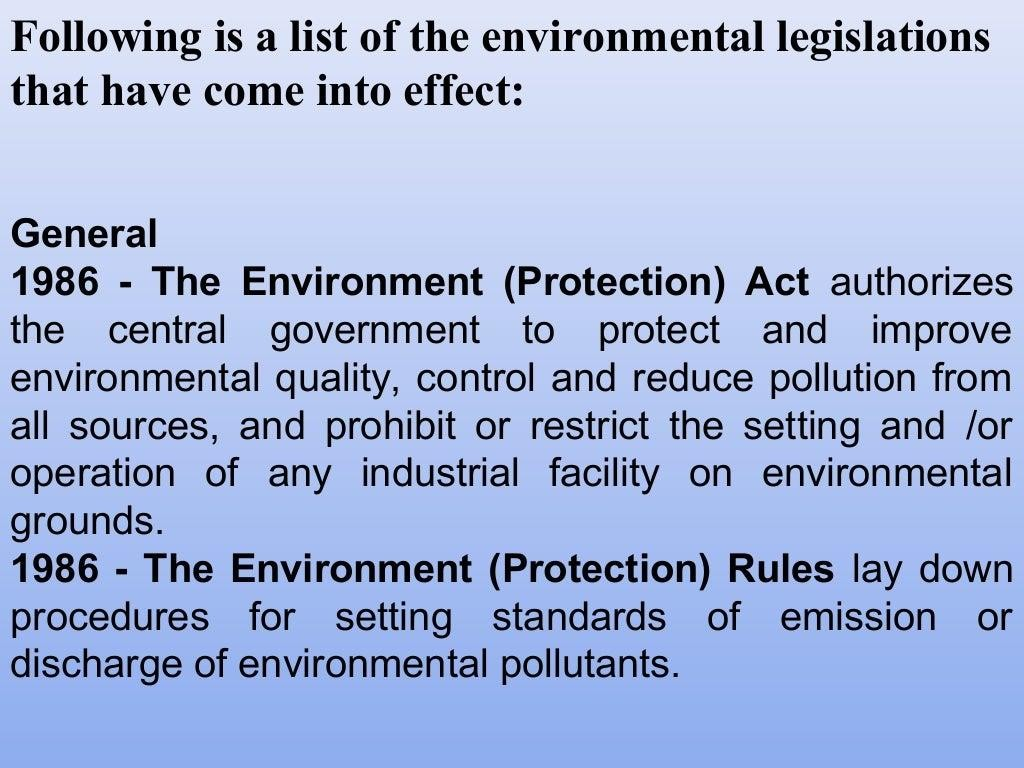 Following is a list of the environmental legislations
that have come into effect:
General
1986 - The Environment (Protection) Act authorizes
the central government to protect and improve
environmental quality, control and reduce pollution from
all sources, and prohibit or restrict the setting and /or
operation of any industrial facility on environmental
grounds.
1986 - The Environment (Protection) Rules lay down
procedures for setting standards of emission or
discharge of environmental pollutants.